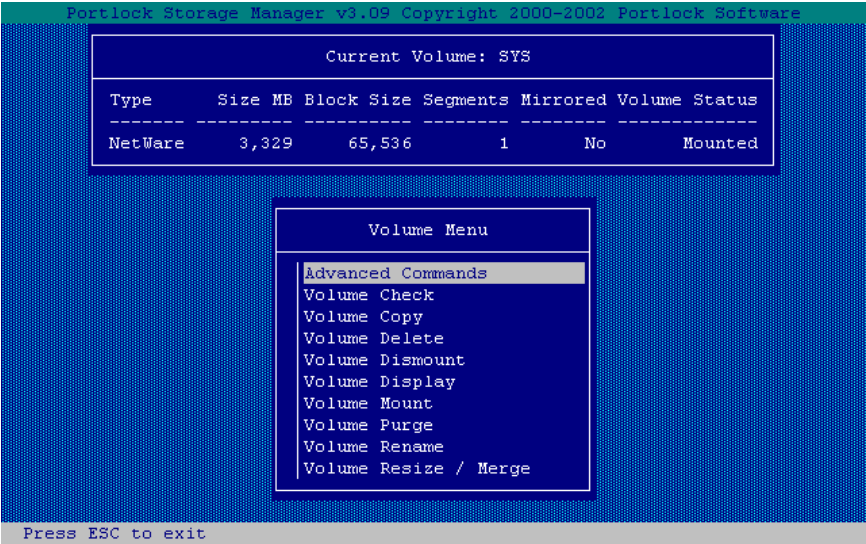 Portlock Storage Manager v3.09 Copyright 2000-2002 Portlock Software
Current Volume: SYS
Type Size MB Block Size Segments Mirrored Volume Status
------- --------- ---------- -------- -------- -------------
NetWare 3,329 65,536 1 No Mounted
Volume Menu
Advanced Commands
Volume Check
Volume Copy
Volume Delete
Volume Dismount
Volume Display
Volume Mount
Volume Purge
Volume Rename
Volume Resize / Merge
Press ESC to exit